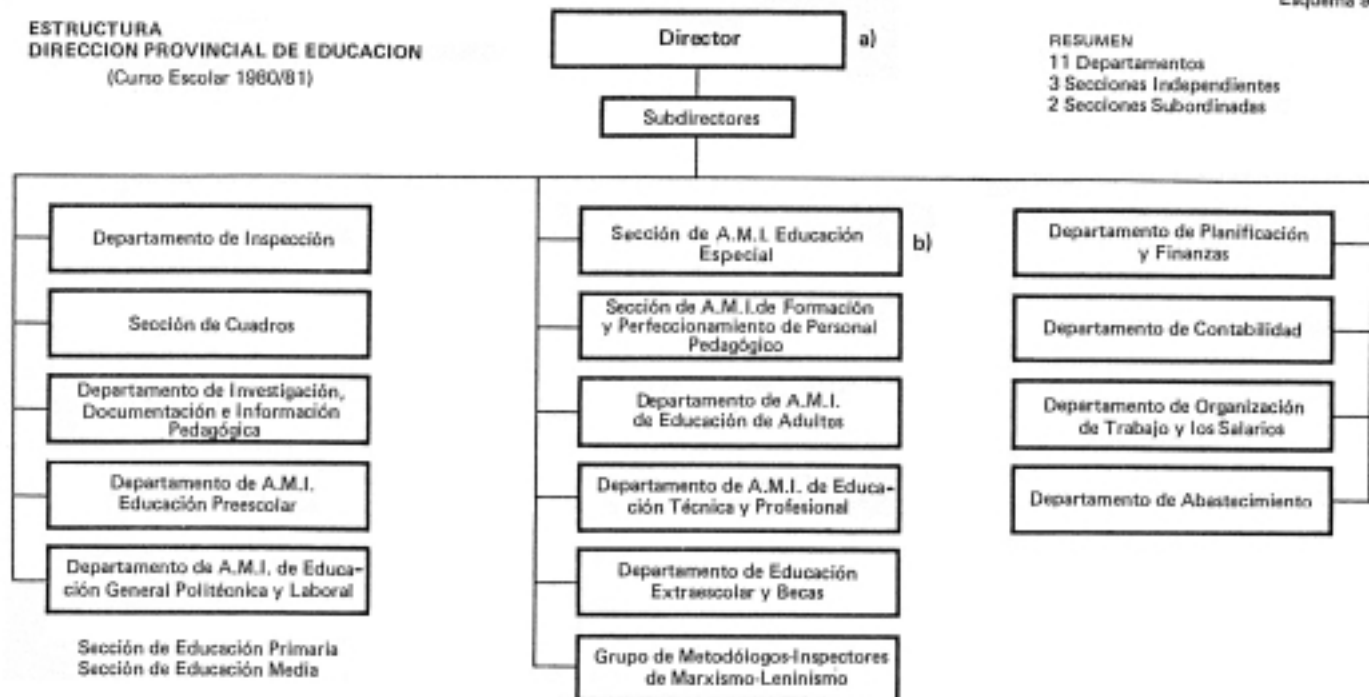 Esquema a
ESTRUCTURA
DIRECCION PROVINCIAL DE EDUCACION
(Curso Escolar 1980/81)
Director
a)
RESUMEN
11 Departamentos
3 Secciones Independientes
2 Secciones Subordinadas
Subdirectores
Departamento de Inspección
Sección de Cuadros
Departamento de Investigación,
Documentación e Información
Pedagógica
Departamento de A.M.I.
Educación Preescolar
Departamento de A.M.I. de Educa-
ción General Politécnica y Laboral
Sección de Educación Primaria
Sección de Educación Media
Sección de A.M.I. Educación
Especial
b)
Sección de A.M.I.de Formación
y Perfeccionamiento de Personal
Pedagógico
Departamento de A.M.I.
de Educación de Adultos
Departamento de A.M.I. de Educa-
ción Técnica y Profesional
Departamento de Educación
Extraescolar y Becas
Grupo de Metodólogos-Inspectores
de Marxismo-Leninismo
Departamento de Planificación
y Finanzas
Departamento de Contabilidad
Departamento de Organización
de Trabajo y los Salarios
Departamento de Abastecimiento